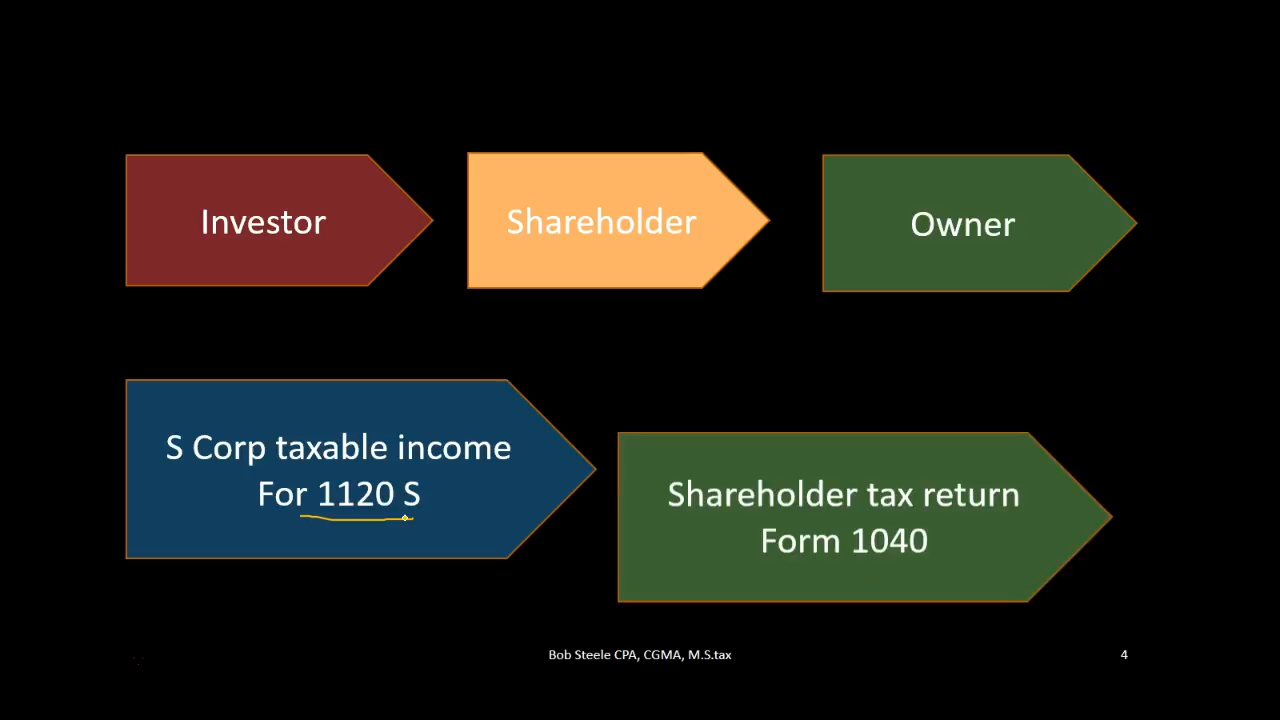 Investor
Shareholder
Owner
S Corp taxable income
For 1120 S
Shareholder tax return
Form 1040
Bob Steele CPA, CGMA, M.S.tax
4